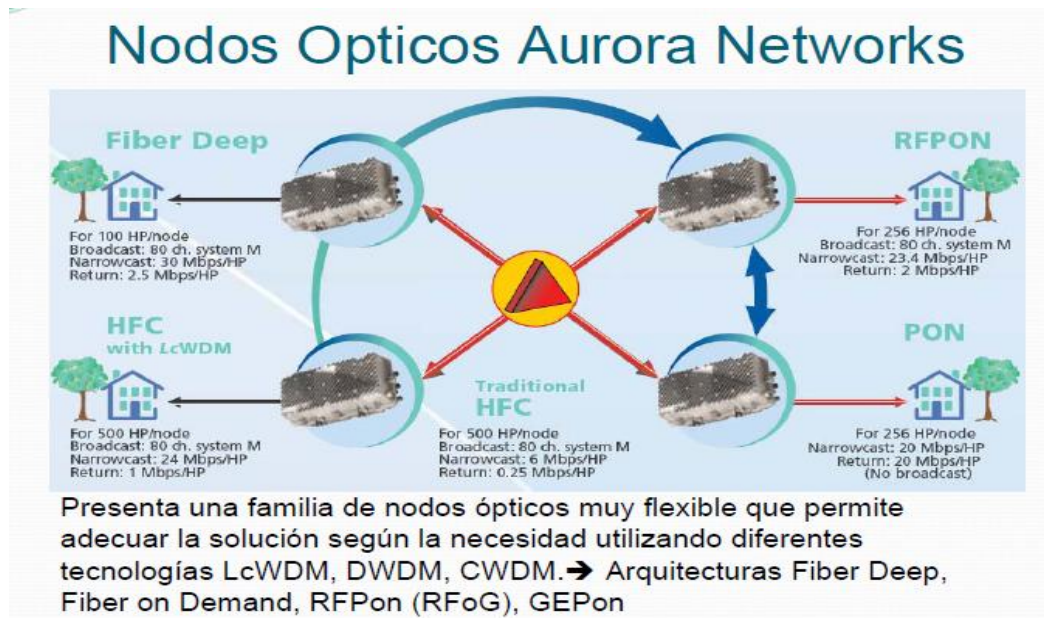 Nodos Opticos Aurora Networks
Fiber Deep
For 100 HP/node
Broadcast: 80 ch. system M
Narrowcast: 30 Mbps/HP
Return: 2.5 Mbps/HP
RFPON
For 256 HP/node
Broadcast: 80 ch. system M
Narrowcast: 23.4 Mbps/HP
Return: 2 Mbps/HP
HFC
with LcWDM
For 500 HP/node
Broadcast: 80 ch. system M
Narrowcast: 24 Mbps/HP
Return: 1 Mbps/HP
Traditional
HFC
For 500 HP/node
Broadcast: 80 ch. system M
Narrowcast: 6 Mbps/HP
Return: 0.25 Mbps/HP
PON
For 256 HP/node
Narrowcast: 20 Mbps/HP
Return: 20 Mbps/HP
(No broadcast)
Presenta una familia de nodos ópticos muy flexible que permite
adecuar la solución según la necesidad utilizando diferentes
tecnologías LcWDM, DWDM, CWDM.➔ Arquitecturas Fiber Deep,
Fiber on Demand, RFPon (RFoG), GEPon